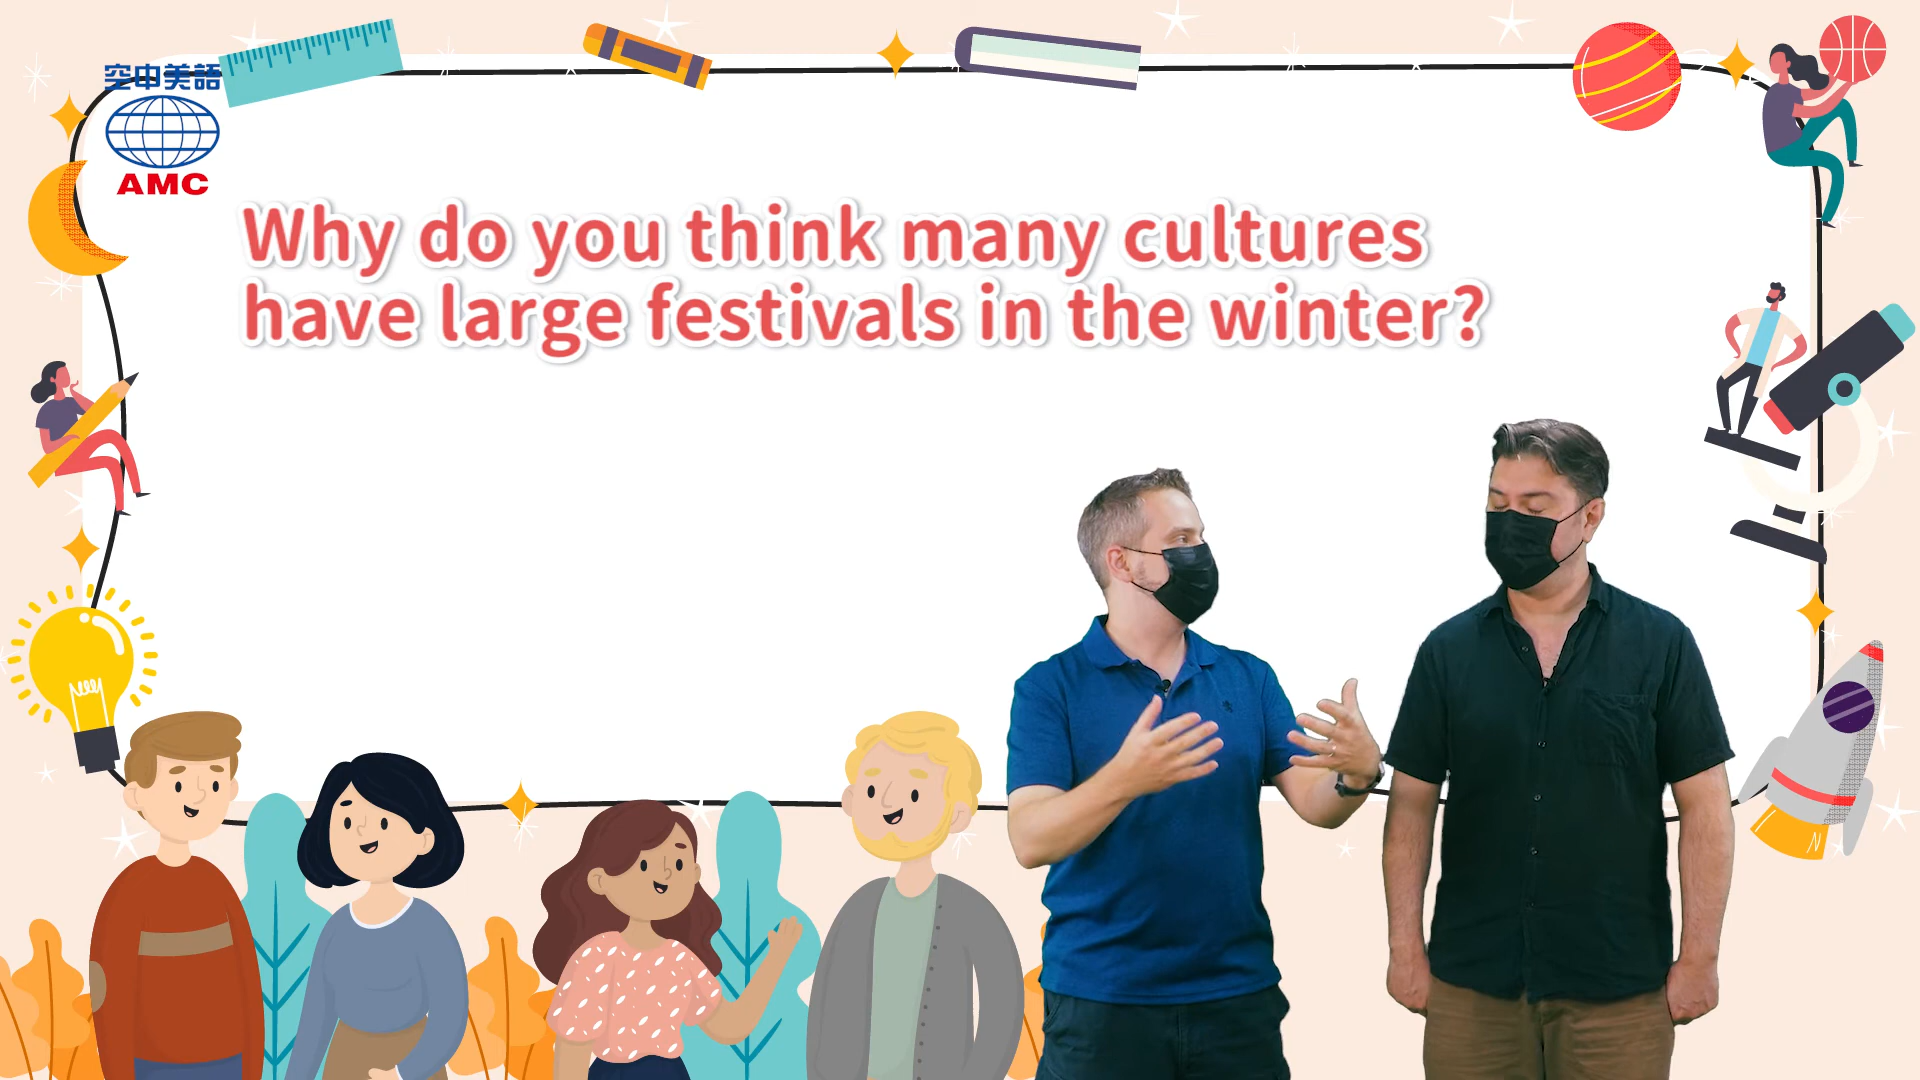 空中美語
AMC
Why do you think many cultures
have large festivals in the winter?